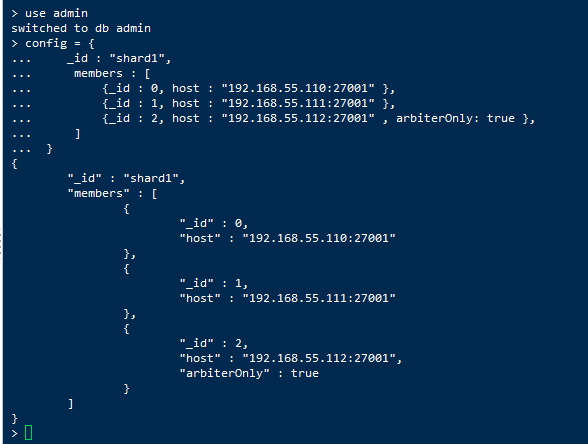 > use admin
switched to db admin
> config = {
...     _id : "shard1",
...      members : [
...          {_id : 0, host : "192.168.55.110:27001" },
...          {_id : 1, host : "192.168.55.111:27001" },
...          {_id : 2, host : "192.168.55.112:27001" , arbiterOnly: true },
...      ]
...  }
{
        "_id" : "shard1",
        "members" : [
                {
                        "_id" : 0,
                        "host" : "192.168.55.110:27001"
                },
                {
                        "_id" : 1,
                        "host" : "192.168.55.111:27001"
                },
                {
                        "_id" : 2,
                        "host" : "192.168.55.112:27001",
                        "arbiterOnly" : true
                }
        ]
}
>